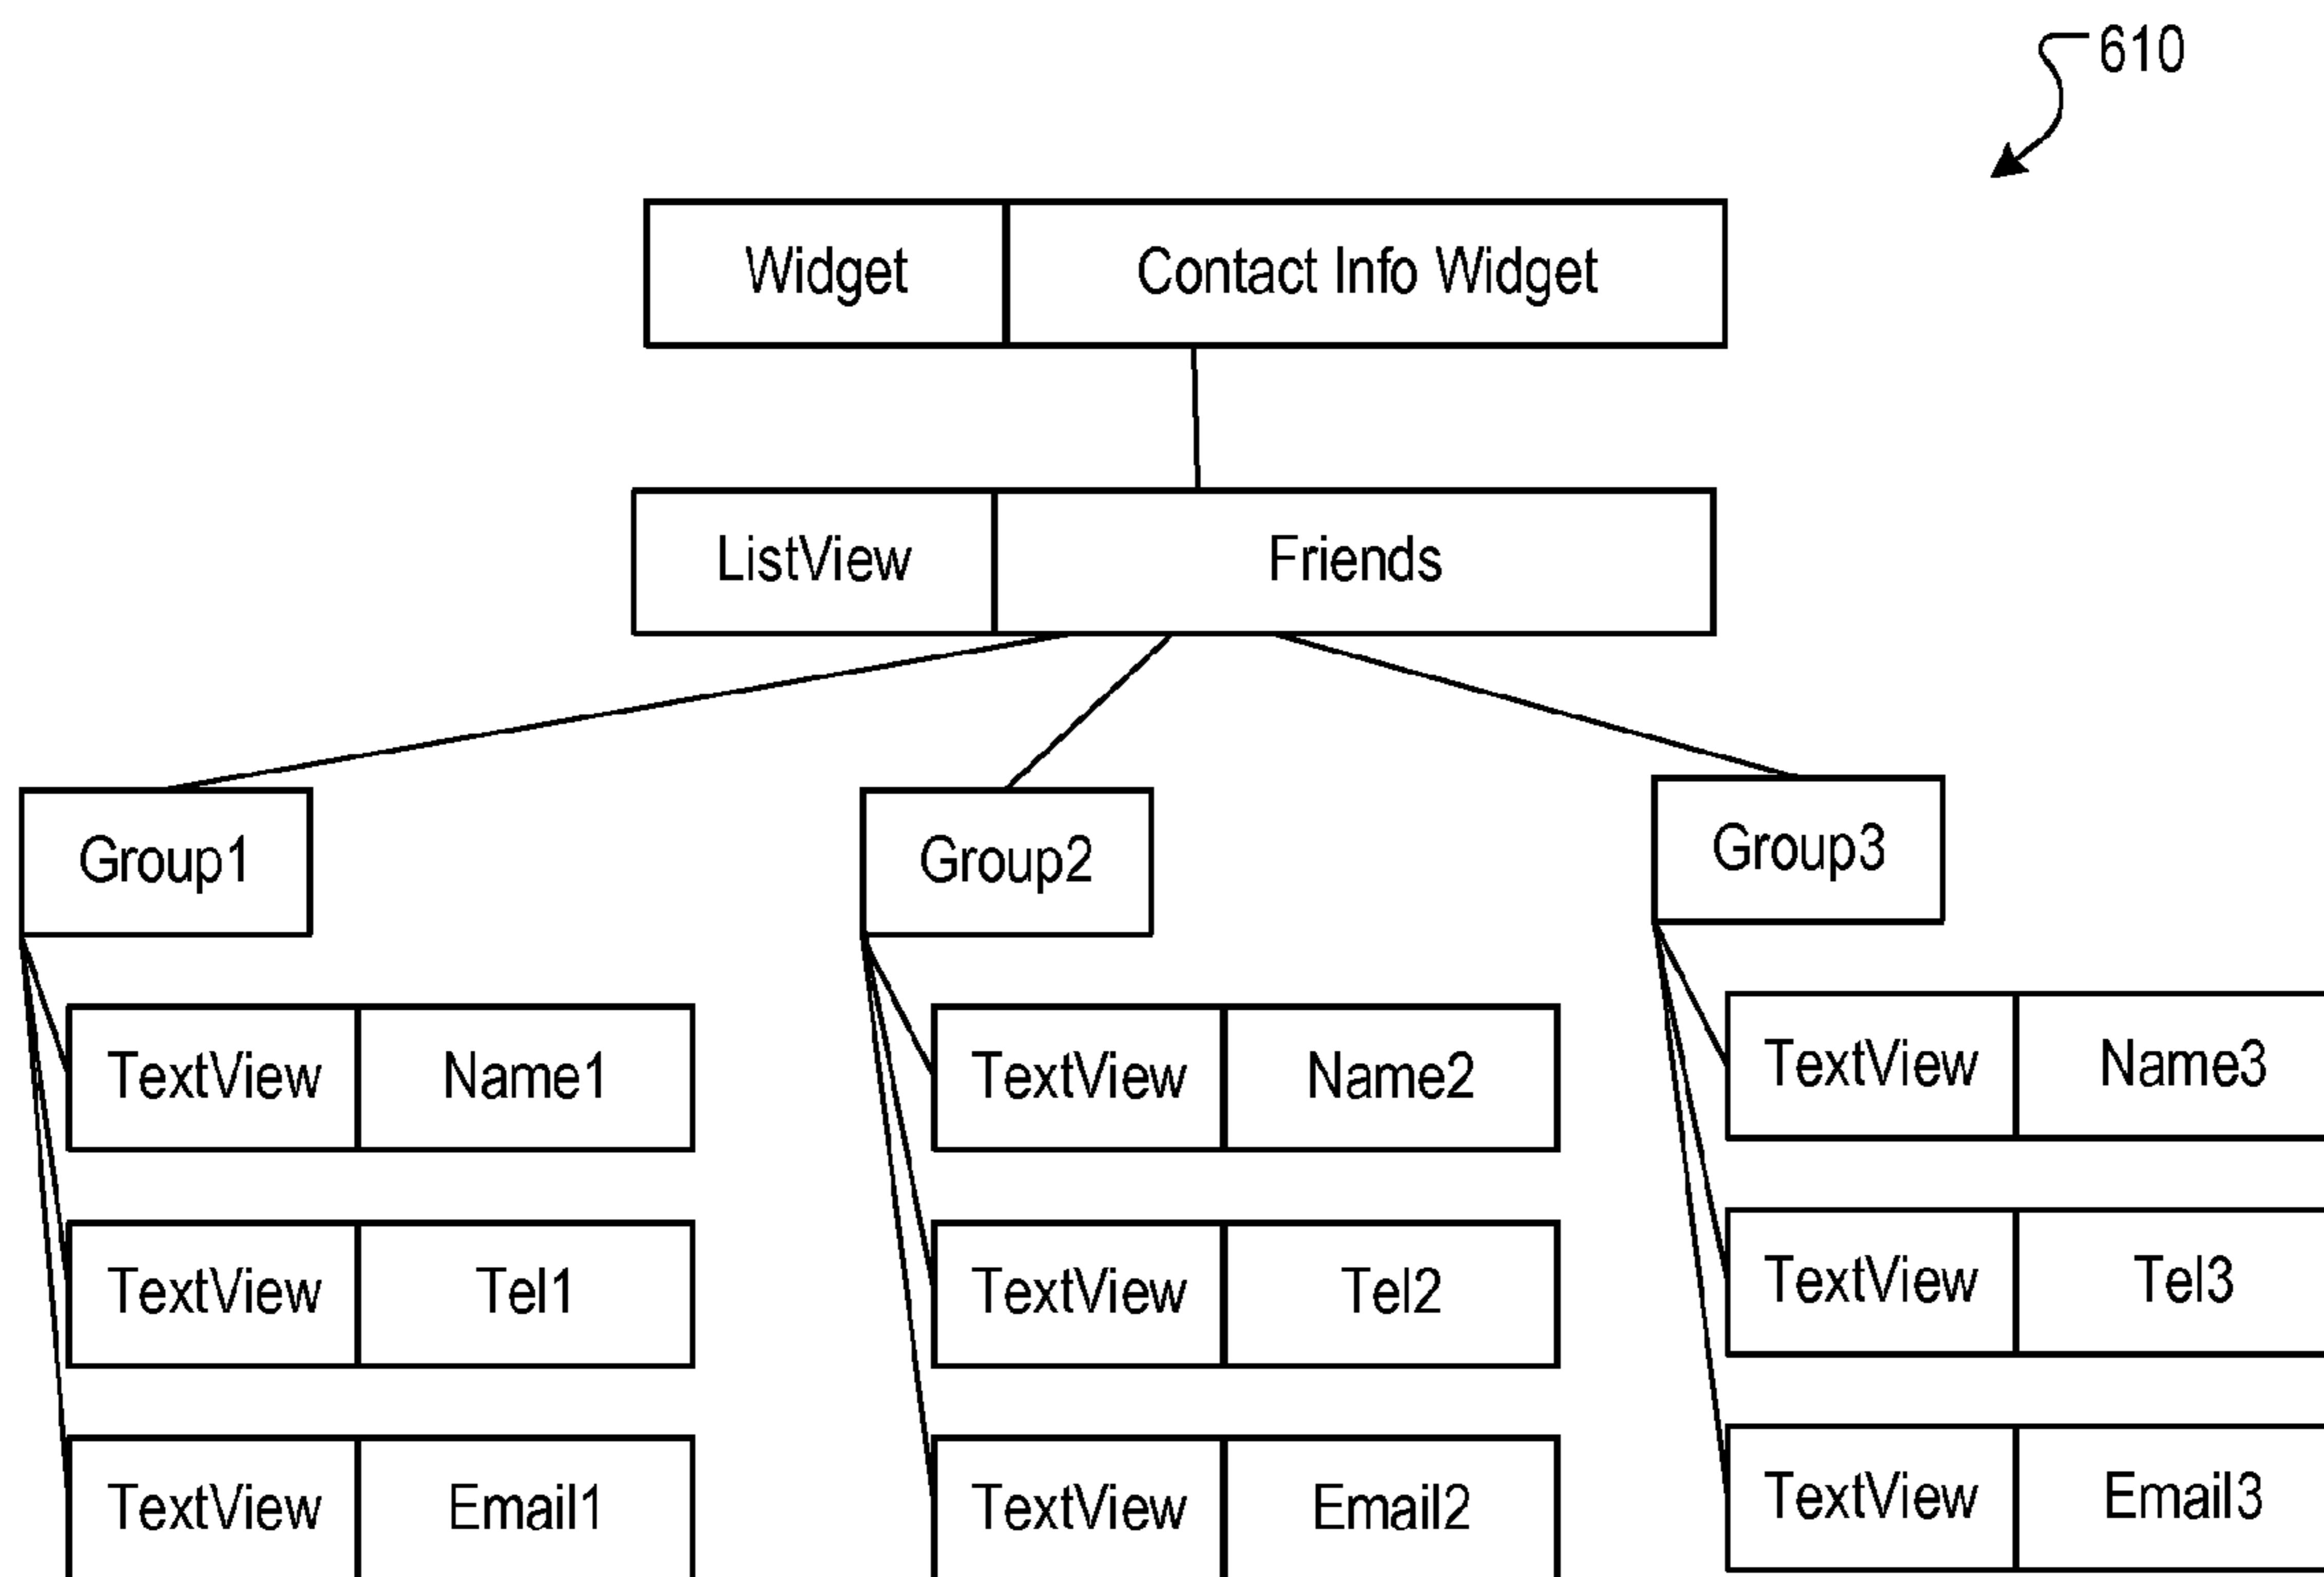 610
Widget Contact Info Widget
ListView Friends
Group1 Group2 Group3
TextView Name1 TextView Name2 TextView Name3
TextView Tel1 TextView Tel2 TextView Tel3
TextView Email1 TextView Email2 TextView Email3